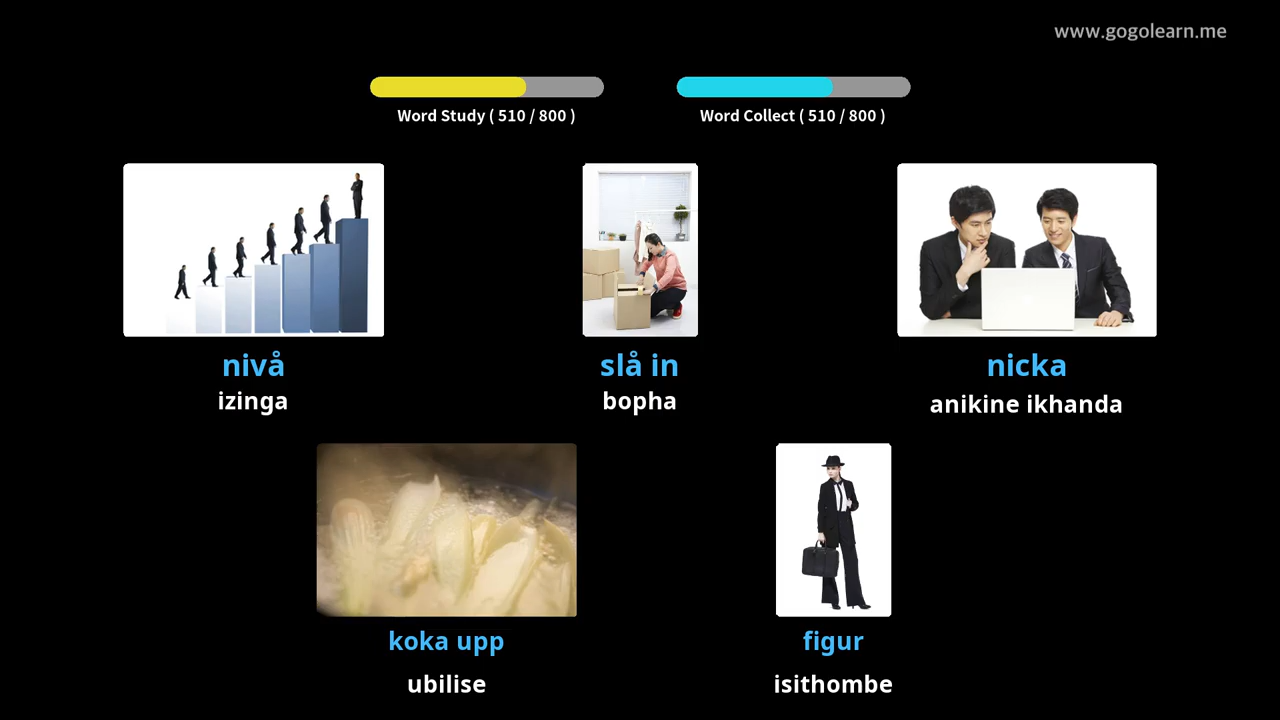 www.gogolearn.me
Word Study ( 510 / 800 )
Word Collect ( 510 / 800 )
nivå
izinga
slå in
bopha
nicka
anikine ikhanda
koka upp
ubilise
figur
isithombe